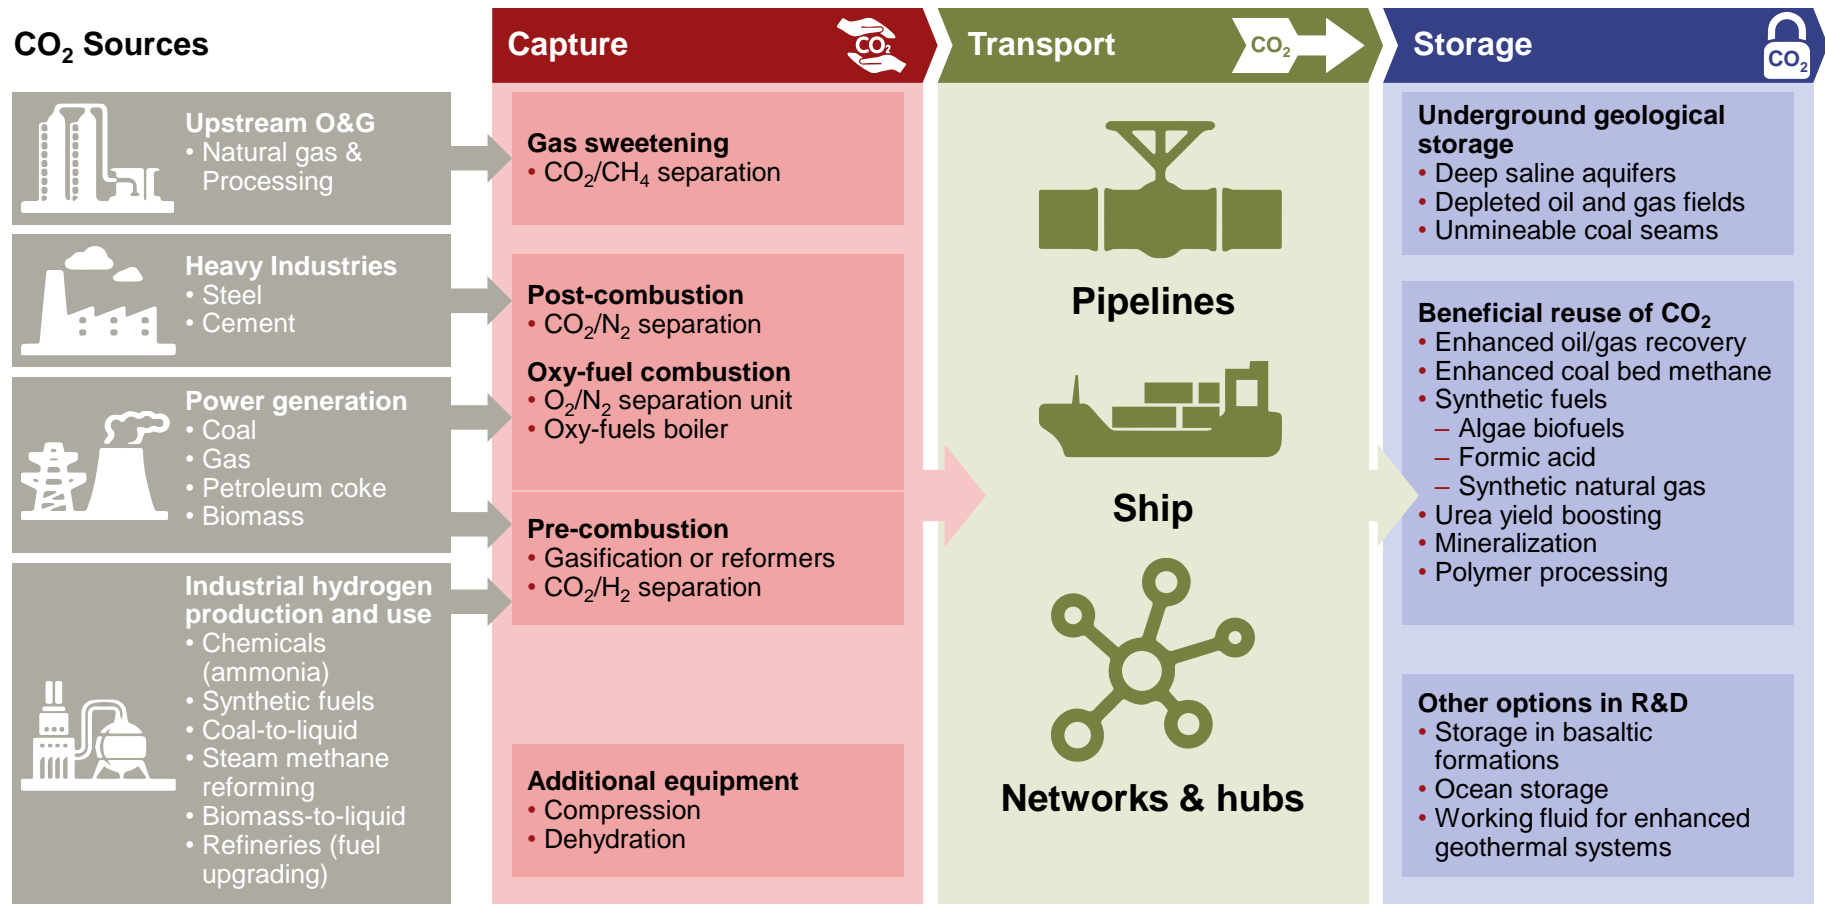 CO₂ Sources
Upstream O&G
• Natural gas &
Processing
Heavy Industries
• Steel
• Cement
Power generation
• Coal
• Gas
• Petroleum coke
• Biomass
Industrial hydrogen
production and use
• Chemicals
(ammonia)
• Synthetic fuels
• Coal-to-liquid
• Steam methane
reforming
• Biomass-to-liquid
• Refineries (fuel
upgrading)
Capture
CO₂
Gas sweetening
• CO₂/CH₄ separation
Post-combustion
• CO₂/N₂ separation
Oxy-fuel combustion
• O₂/N₂ separation unit
• Oxy-fuels boiler
Pre-combustion
• Gasification or reformers
• CO₂/H₂ separation
Additional equipment
• Compression
• Dehydration
Transport
CO₂
Pipelines
Ship
Networks & hubs
Storage
CO₂
Underground geological
storage
• Deep saline aquifers
• Depleted oil and gas fields
• Unmineable coal seams
Beneficial reuse of CO₂
• Enhanced oil/gas recovery
• Enhanced coal bed methane
• Synthetic fuels
– Algae biofuels
– Formic acid
– Synthetic natural gas
• Urea yield boosting
• Mineralization
• Polymer processing
Other options in R&D
• Storage in basaltic
formations
• Ocean storage
• Working fluid for enhanced
geothermal systems